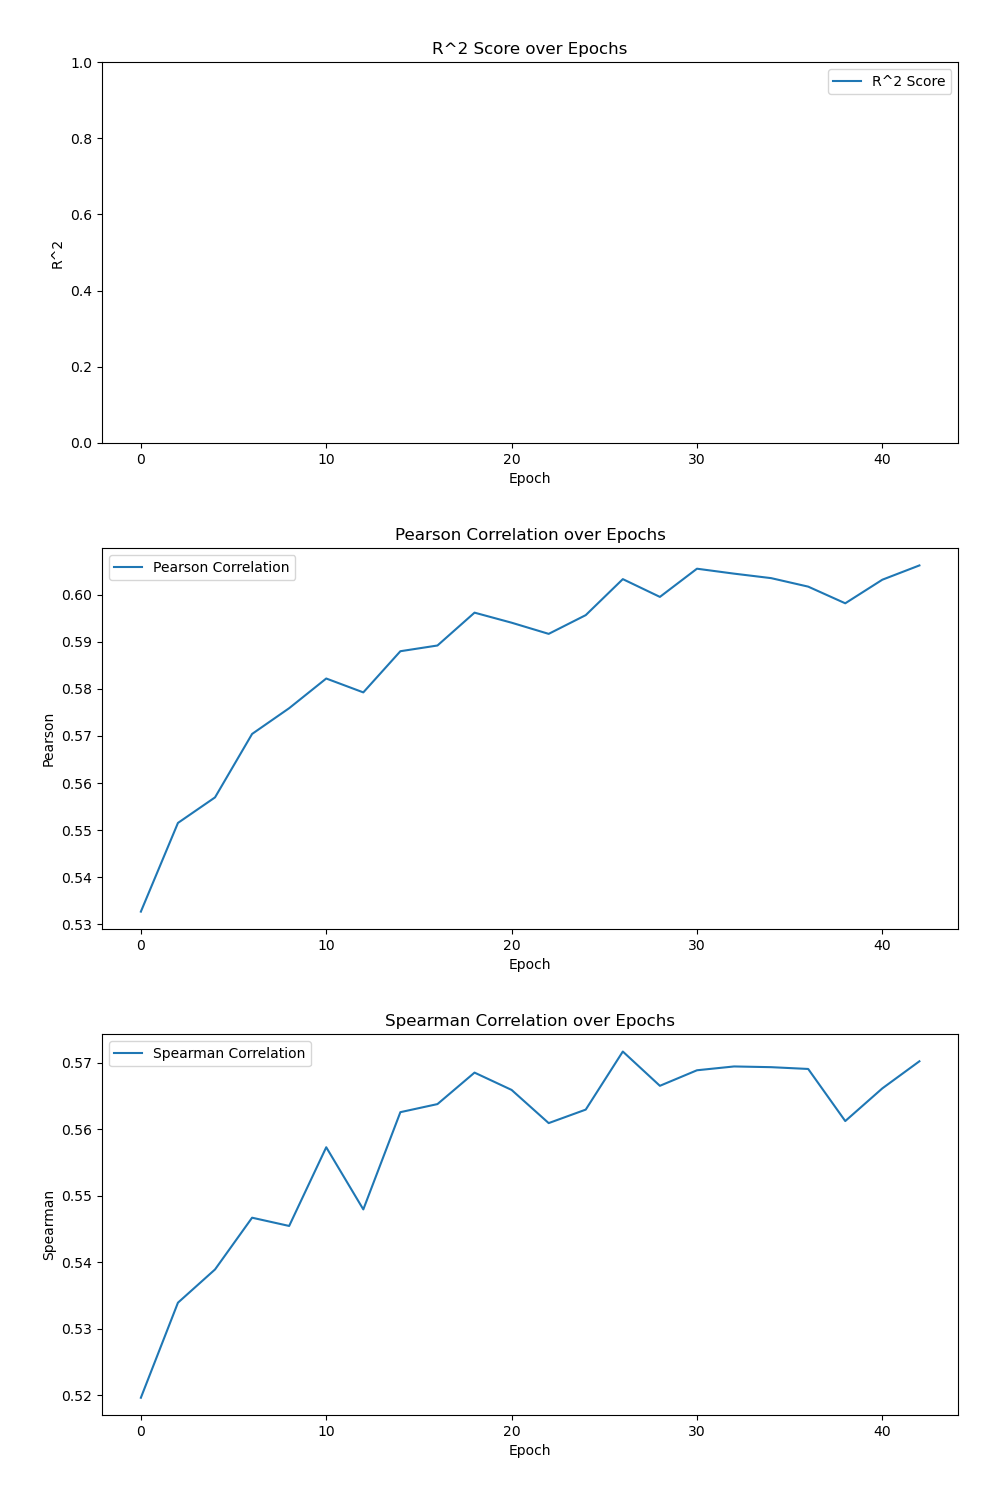 R^2 Score over Epochs
R^2 Score
1.0
0.8
0.6
0.4
0.2
0.0
R^2
0 10 20 30 40
Epoch
Pearson Correlation over Epochs
Pearson Correlation
0.60
0.59
0.58
0.57
0.56
0.55
0.54
0.53
Pearson
0 10 20 30 40
Epoch
Spearman Correlation over Epochs
Spearman Correlation
0.57
0.56
0.55
0.54
0.53
0.52
Spearman
0 10 20 30 40
Epoch